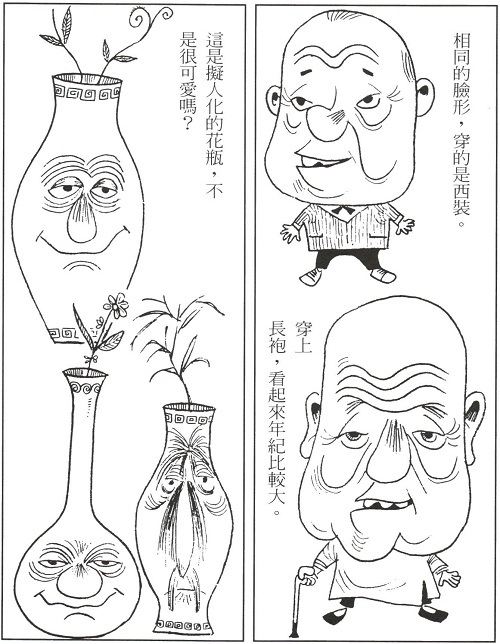 相同的臉形，穿的是西裝。
穿上
長袍，看起來年紀比較大。
這是擬人化的花瓶，不
是很可愛嗎？